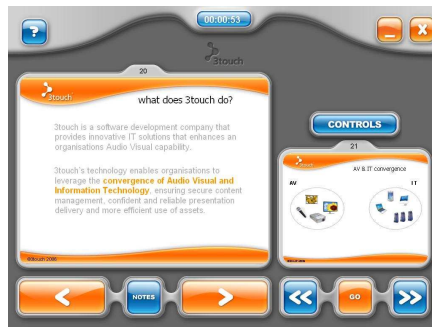 ?
00:00:53
_
X
3touch
20
3touch
what does 3touch do?
3touch is a software development company that
provides innovative IT solutions that enhances an
organisations Audio Visual capability.
3touch's technology enables organisations to
leverage the convergence of Audio Visual and
Information Technology, ensuring secure content
management, confident and reliable presentation
delivery and more efficient use of assets.
©3touch 2006
CONTROLS
21
3touch
AV & IT convergence
AV
IT
<
NOTES
>
<<
GO
>>